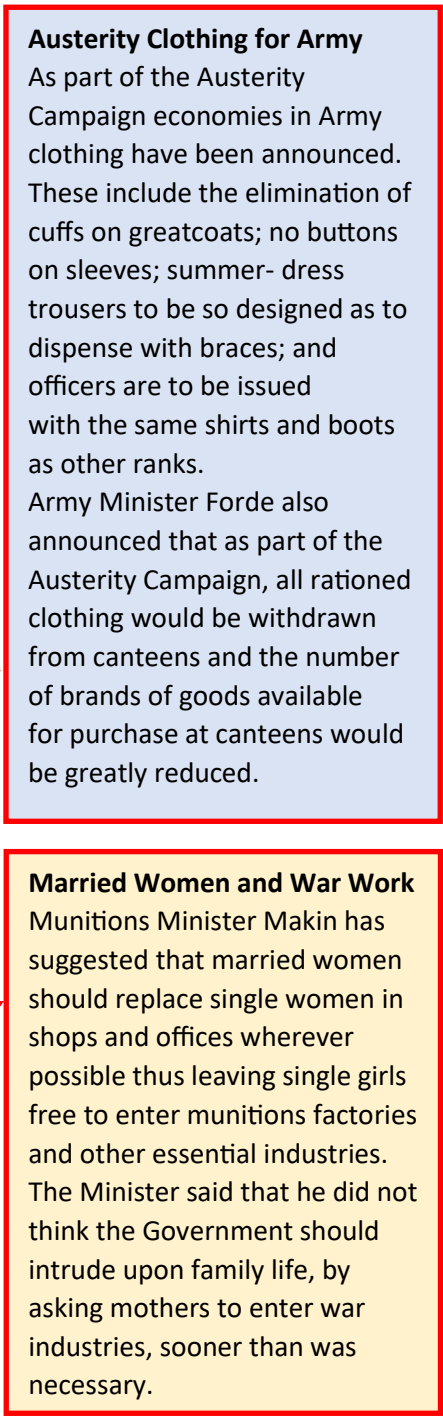 Austerity Clothing for Army
As part of the Austerity
Campaign economies in Army
clothing have been announced.
These include the elimination of
cuffs on greatcoats; no buttons
on sleeves; summer- dress
trousers to be so designed as to
dispense with braces; and
officers are to be issued
with the same shirts and boots
as other ranks.
Army Minister Forde also
announced that as part of the
Austerity Campaign, all rationed
clothing would be withdrawn
from canteens and the number
of brands of goods available
for purchase at canteens would
be greatly reduced.
Married Women and War Work
Munitions Minister Makin has
suggested that married women
should replace single women in
shops and offices wherever
possible thus leaving single girls
free to enter munitions factories
and other essential industries.
The Minister said that he did not
think the Government should
intrude upon family life, by
asking mothers to enter war
industries, sooner than was
necessary.